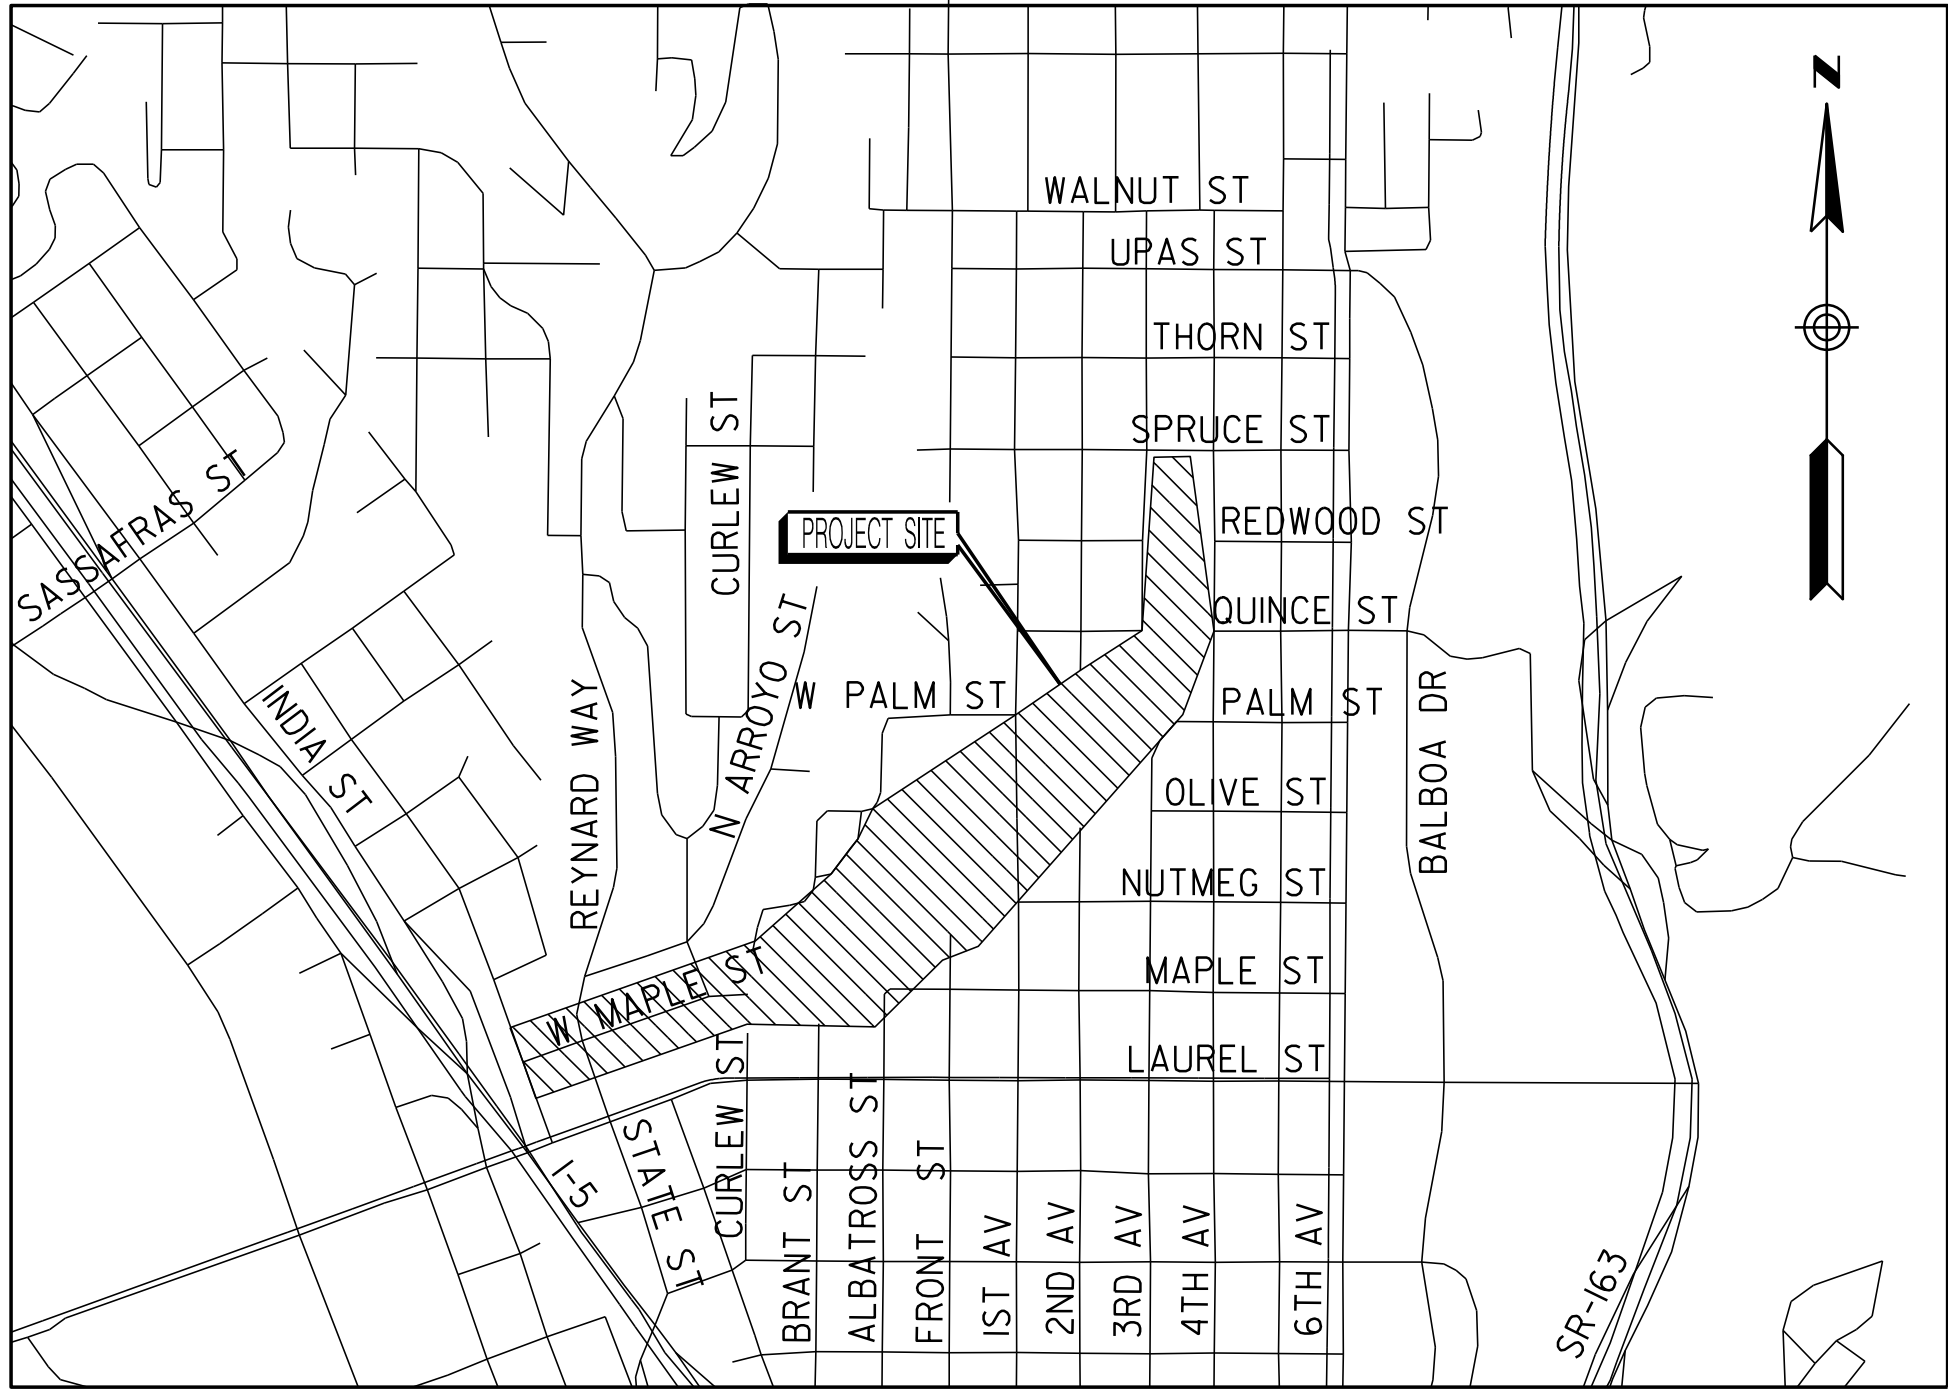 N
WALNUT ST
UPAS ST
THORN ST
SPRUCE ST
CURLEW ST
SASSAFRAS ST
PROJECT SITE
REDWOOD ST
QUINCE ST
N ARROYO ST
W PALM ST
PALM ST
INDIA ST
REYNARD WAY
BALBOA DR
OLIVE ST
NUTMEG ST
W MAPLE ST
MAPLE ST
LAUREL ST
I-5
STATE ST
CURLEW ST
BRANT ST
ALBATROSS ST
FRONT ST
1ST AV
2ND AV
3RD AV
4TH AV
6TH AV
SR-163